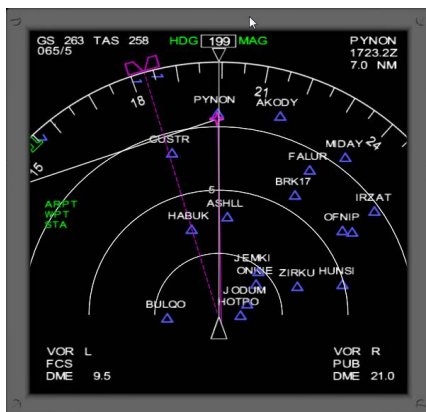 GS 263 TAS 258 HDG 199 MAG PYNON
065/5 1723.2Z
7.0 NM
18
21
PYNON
AKODY
24
CUSTR
MIDAY
FALUR
15
BRK17
5
IRZAT
ARPT
WPT
STA
HABUK
ASHLL
OFNIP
JEMKI
ONNIE
ZIRKU
HUNSI
BULQO
JODUM
HOTPO
VOR L VOR R
FCS PUB
DME 9.5 DME 21.0